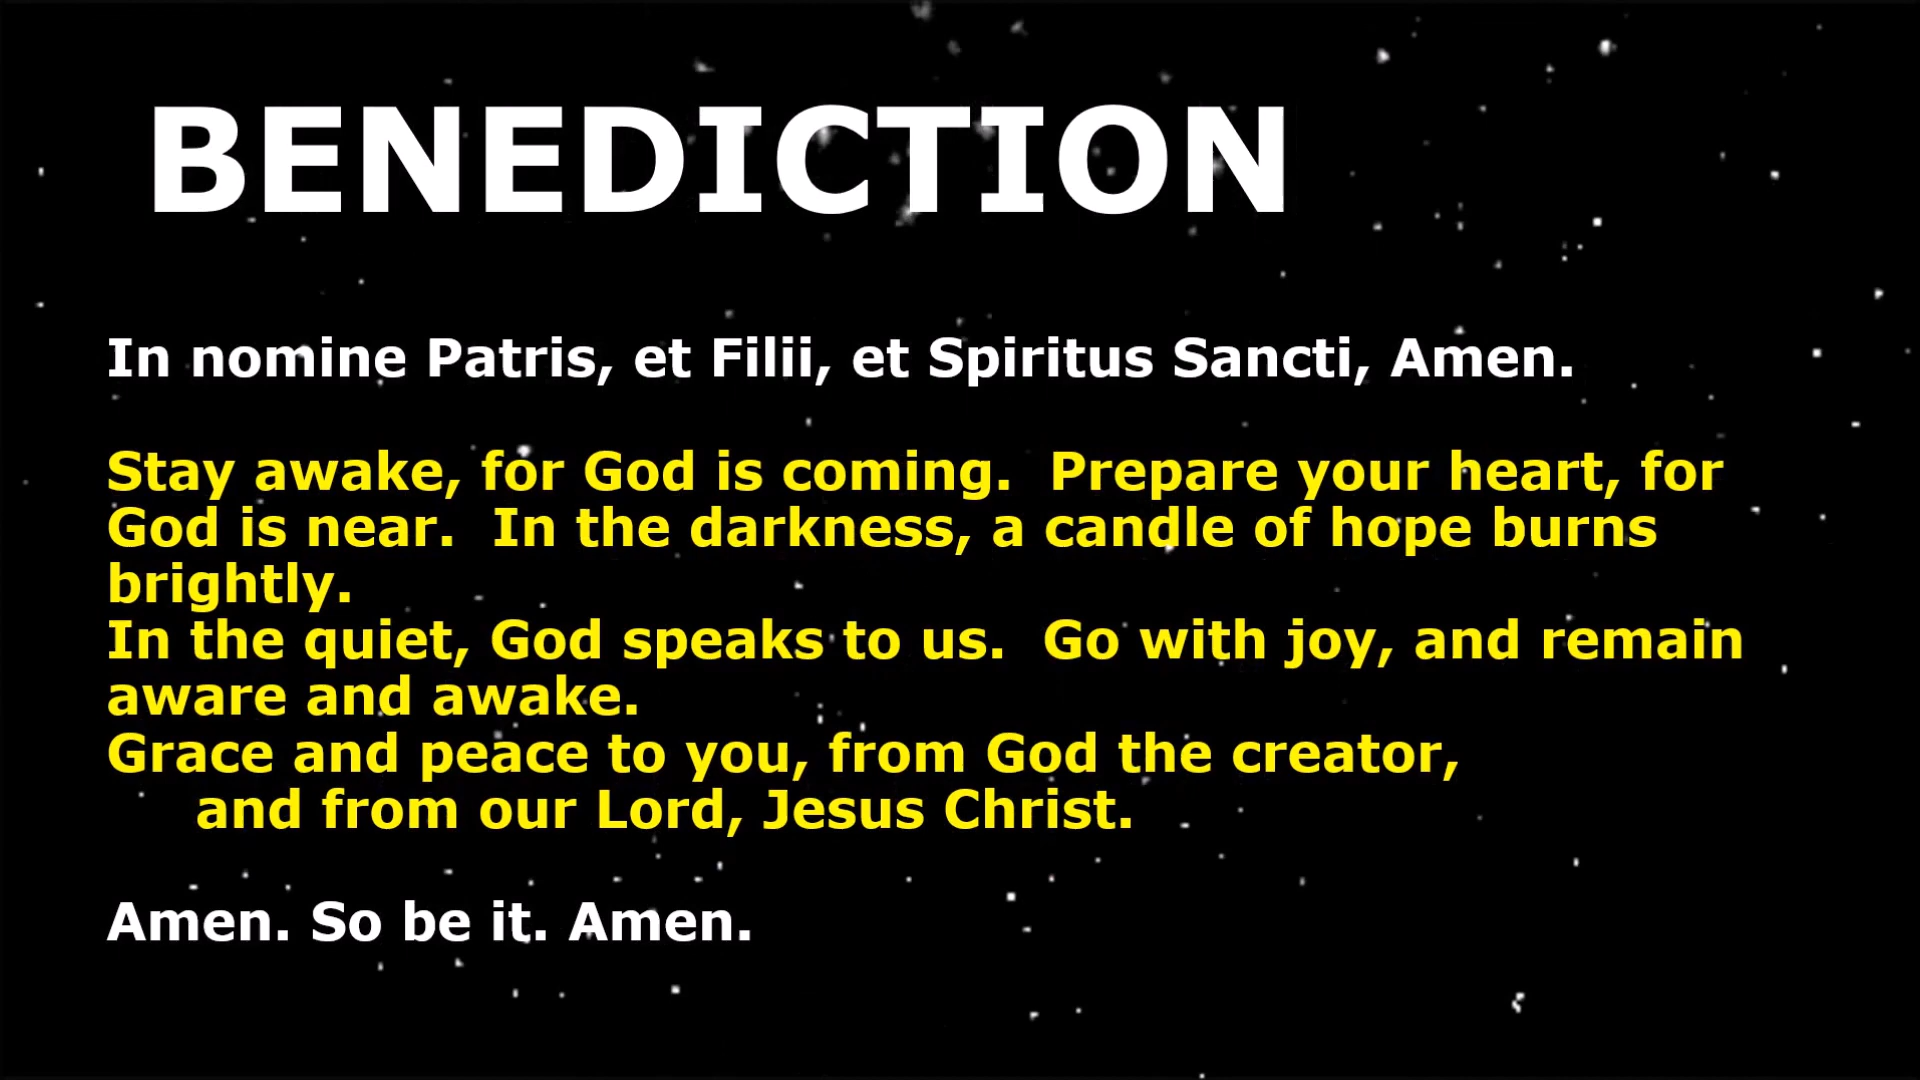 BENEDICTION
In nomine Patris, et Filii, et Spiritus Sancti, Amen.
Stay awake, for God is coming.  Prepare your heart, for
God is near.  In the darkness, a candle of hope burns
brightly.
In the quiet, God speaks to us.  Go with joy, and remain
aware and awake.
Grace and peace to you, from God the creator,
and from our Lord, Jesus Christ.
Amen. So be it. Amen.